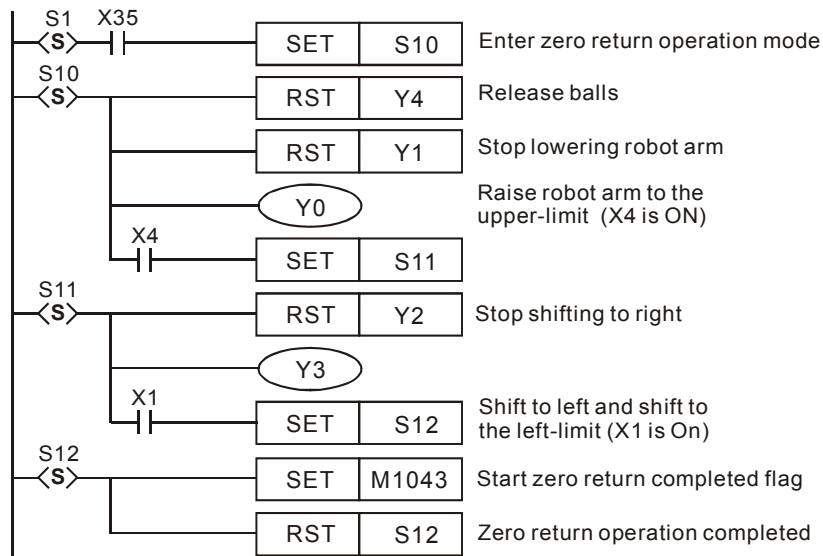 S1 X35
S SET S10 Enter zero return operation mode
S10
S RST Y4 Release balls
RST Y1 Stop lowering robot arm
Y0 Raise robot arm to the
upper-limit (X4 is ON)
X4
SET S11
S11
S RST Y2 Stop shifting to right
Y3
X1
SET S12 Shift to left and shift to
the left-limit (X1 is On)
S12
S SET M1043 Start zero return completed flag
RST S12 Zero return operation completed